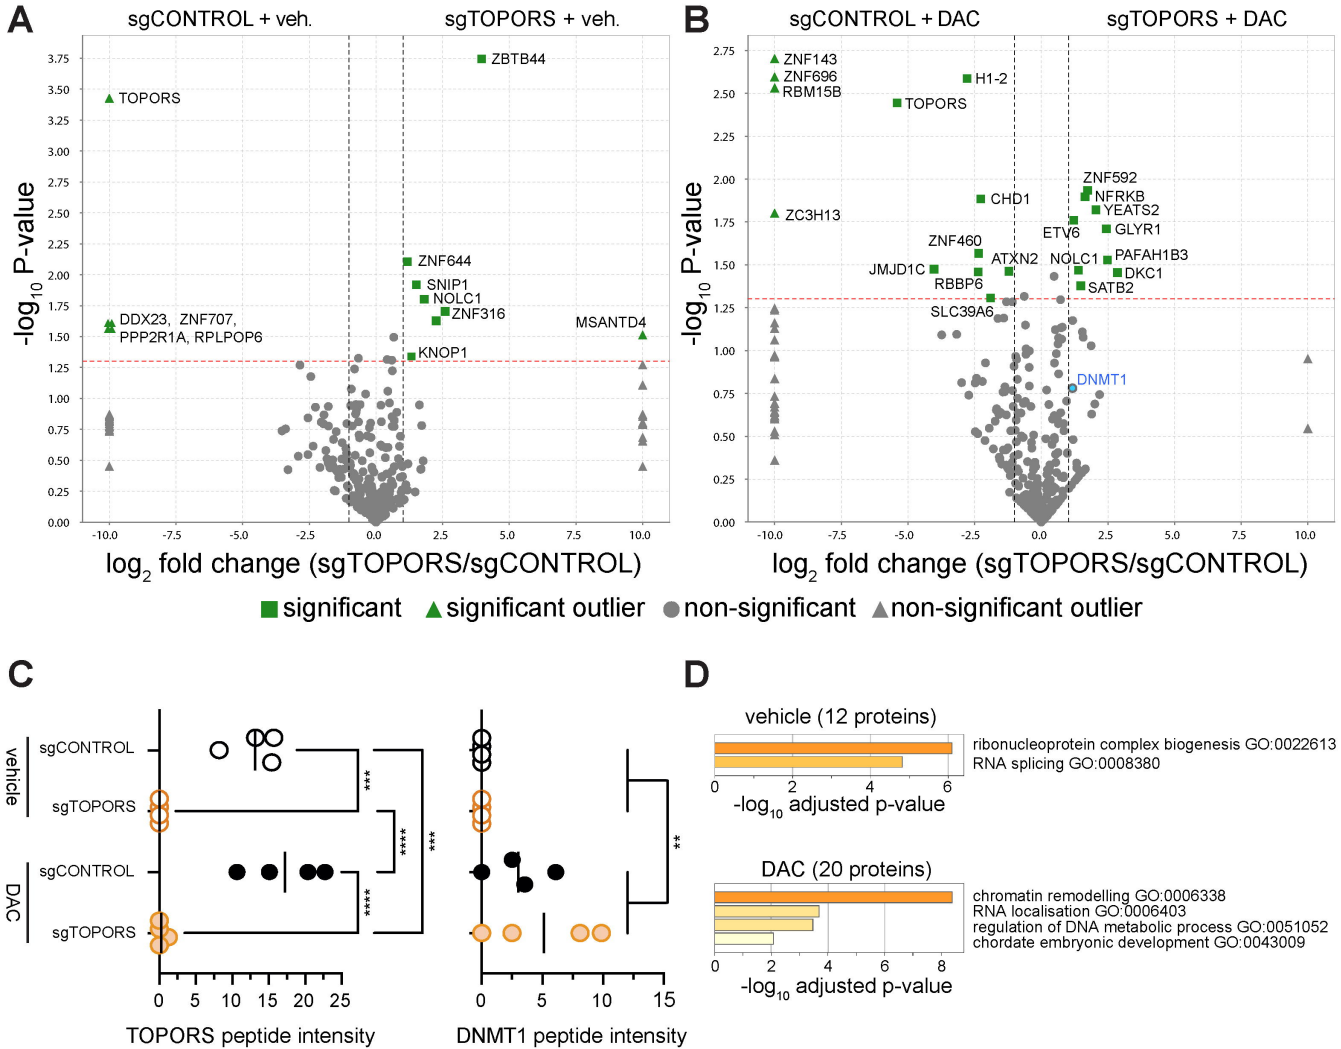 A
sgCONTROL + veh.
sgTOPORS + veh.
-log10 P-value
3.75
3.50
3.25
3.00
2.75
2.50
2.25
2.00
1.75
1.50
1.25
1.00
0.75
0.50
0.25
0.00
ZBTB44
TOPORS
ZNF644
SNIP1
NOLC1
ZNF316
MSANTD4
KNOP1
DDX23, ZNF707,
PPP2R1A, RPLPOP6
-10.0
-7.5
-5.0
-2.5
0.0
2.5
5.0
7.5
10.0
log2 fold change (sgTOPORS/sgCONTROL)
B
sgCONTROL + DAC
sgTOPORS + DAC
-log10 P-value
2.75
2.50
2.25
2.00
1.75
1.50
1.25
1.00
0.75
0.50
0.25
0.00
ZNF143
ZNF696
RBM15B
H1-2
TOPORS
ZNF592
NFRKB
YEATS2
CHD1
ZC3H13
ETV6
GLYR1
ZNF460
JMJD1C
ATXN2
NOLC1
PAFAH1B3
DKC1
RBBP6
SATB2
SLC39A6
DNMT1
-10.0
-7.5
-5.0
-2.5
0.0
2.5
5.0
7.5
10.0
log2 fold change (sgTOPORS/sgCONTROL)
significant
significant outlier
non-significant
non-significant outlier
C
vehicle
DAC
sgCONTROL
sgTOPORS
sgCONTROL
sgTOPORS
***
****
****
***
0
5
10
15
20
25
TOPORS peptide intensity
**
0
5
10
15
DNMT1 peptide intensity
D
vehicle (12 proteins)
ribonucleoprotein complex biogenesis GO:0022613
RNA splicing GO:0008380
0
2
4
6
-log10 adjusted p-value
DAC (20 proteins)
chromatin remodelling GO:0006338
RNA localisation GO:0006403
regulation of DNA metabolic process GO:0051052
chordate embryonic development GO:0043009
0
2
4
6
8
-log10 adjusted p-value